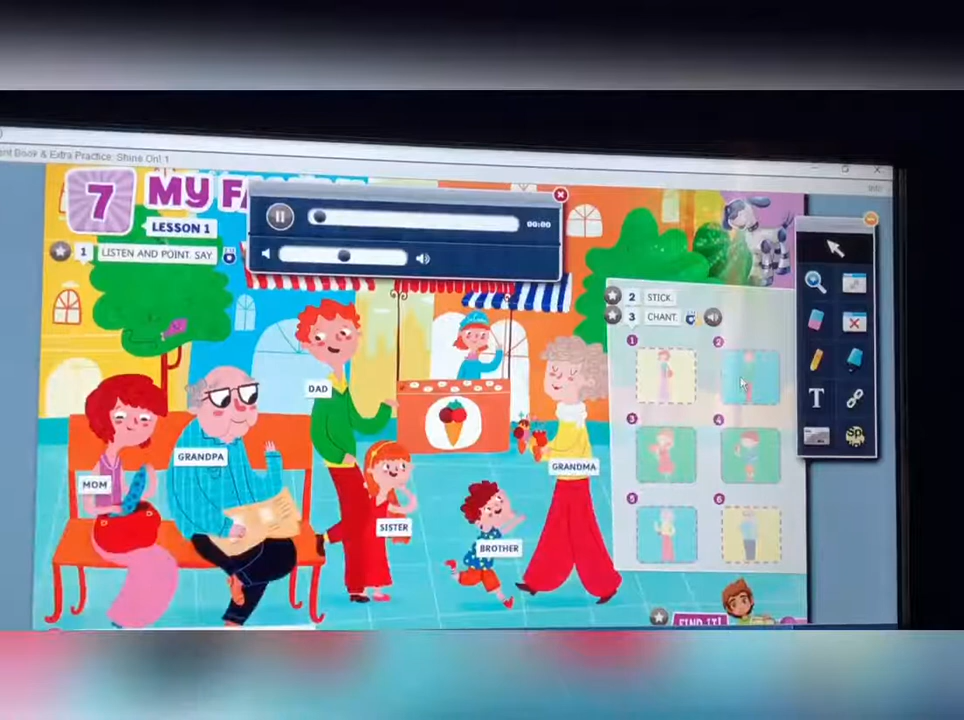 ent Book & Extra Practice: Shine On! 1
7 MY FA
LESSON 1
1 LISTEN AND POINT. SAY
00:00
2 STICK.
3 CHANT.
1
2
3
4
5
6
T
DAD
GRANDPA
MOM
GRANDMA
SISTER
BROTHER
FIND IT!